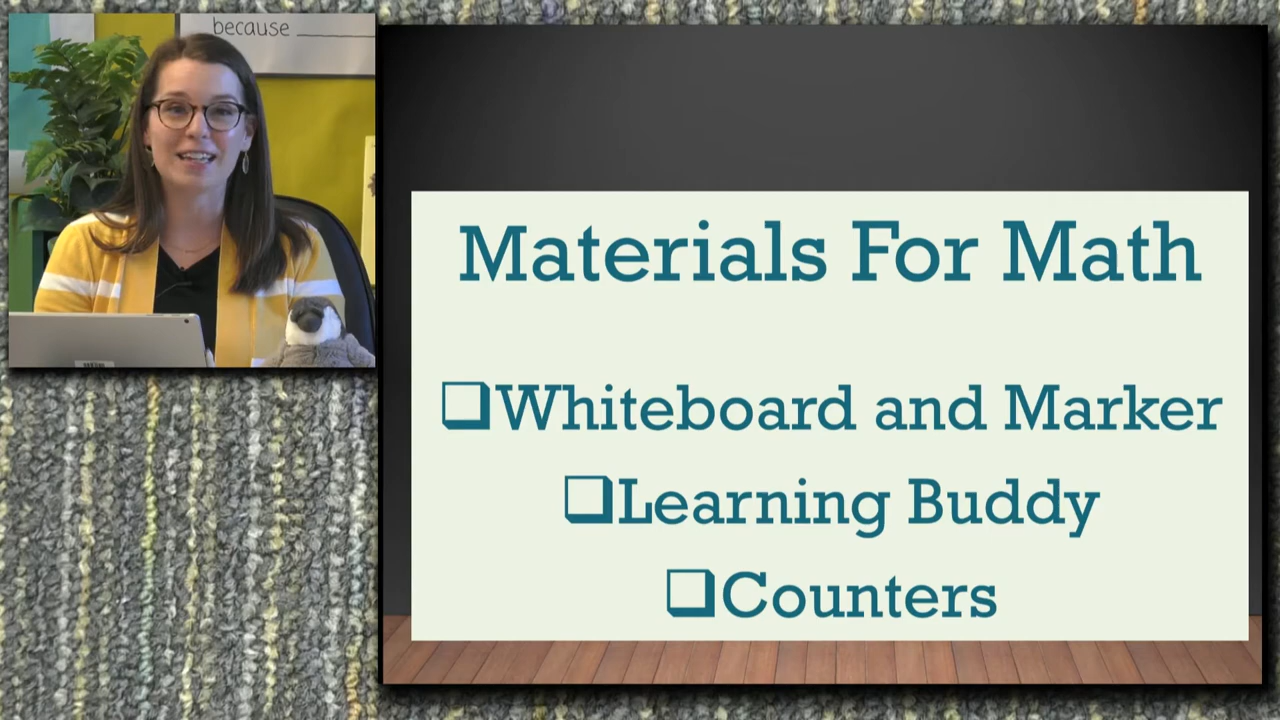 because
Materials For Math
Whiteboard and Marker
Learning Buddy
Counters